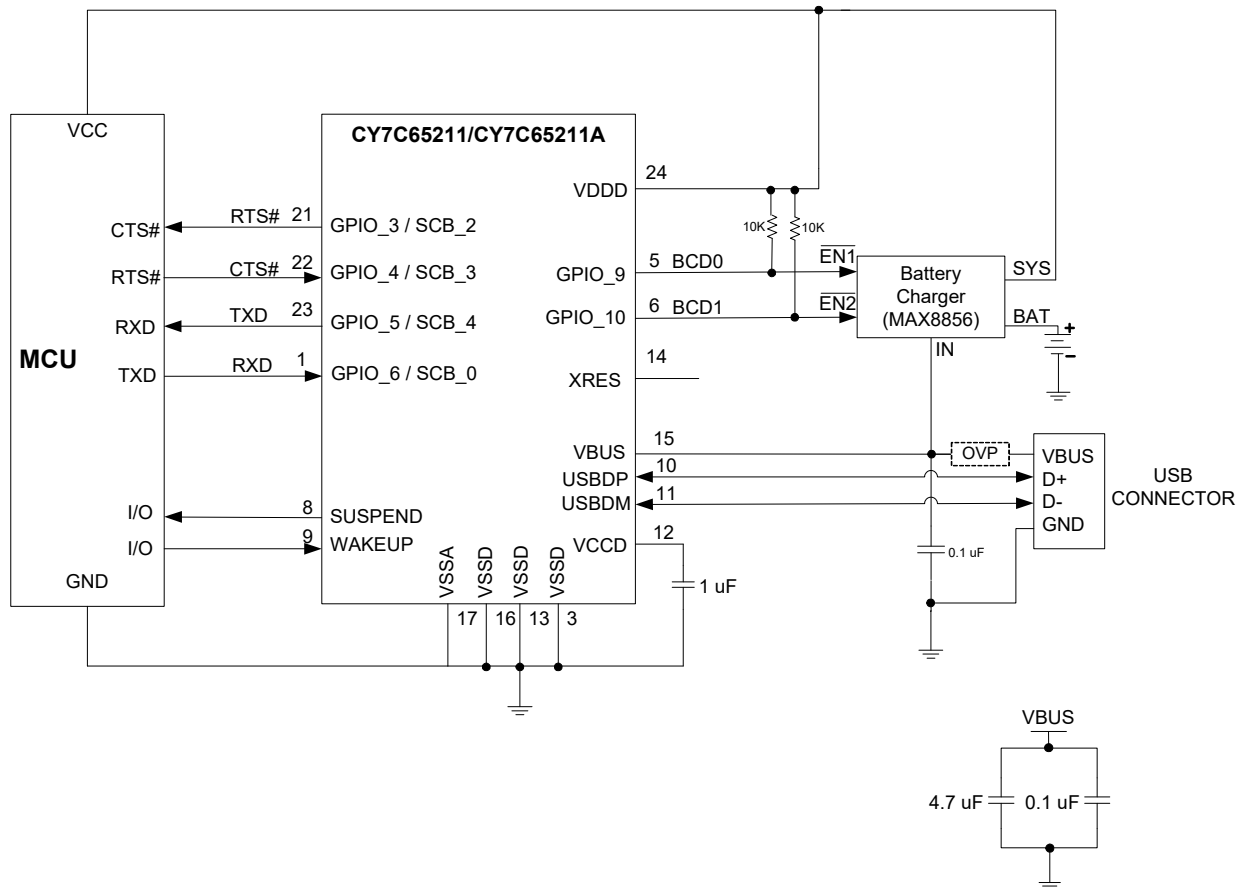 VCC
CTS#
RTS#
RXD
MCU
TXD
I/O
I/O
GND
RTS# 21
CTS# 22
TXD 23
RXD 1
8
9
CY7C65211/CY7C65211A
GPIO_3 / SCB_2
GPIO_4 / SCB_3
GPIO_5 / SCB_4
GPIO_6 / SCB_0
SUSPEND
WAKEUP
VDDD
GPIO_9
GPIO_10
XRES
VBUS
USBDP
USBDM
VCCD
VSSA
VSSD
VSSD
VSSD
17
16
13
3
24
10K
10K
5 BCD0
EN1
6 BCD1
EN2
14
15
10
11
12
1 uF
Battery
Charger
(MAX8856)
SYS
BAT
+
-
IN
OVP
0.1 uF
VBUS
D+
D-
GND
USB
CONNECTOR
VBUS
4.7 uF
0.1 uF